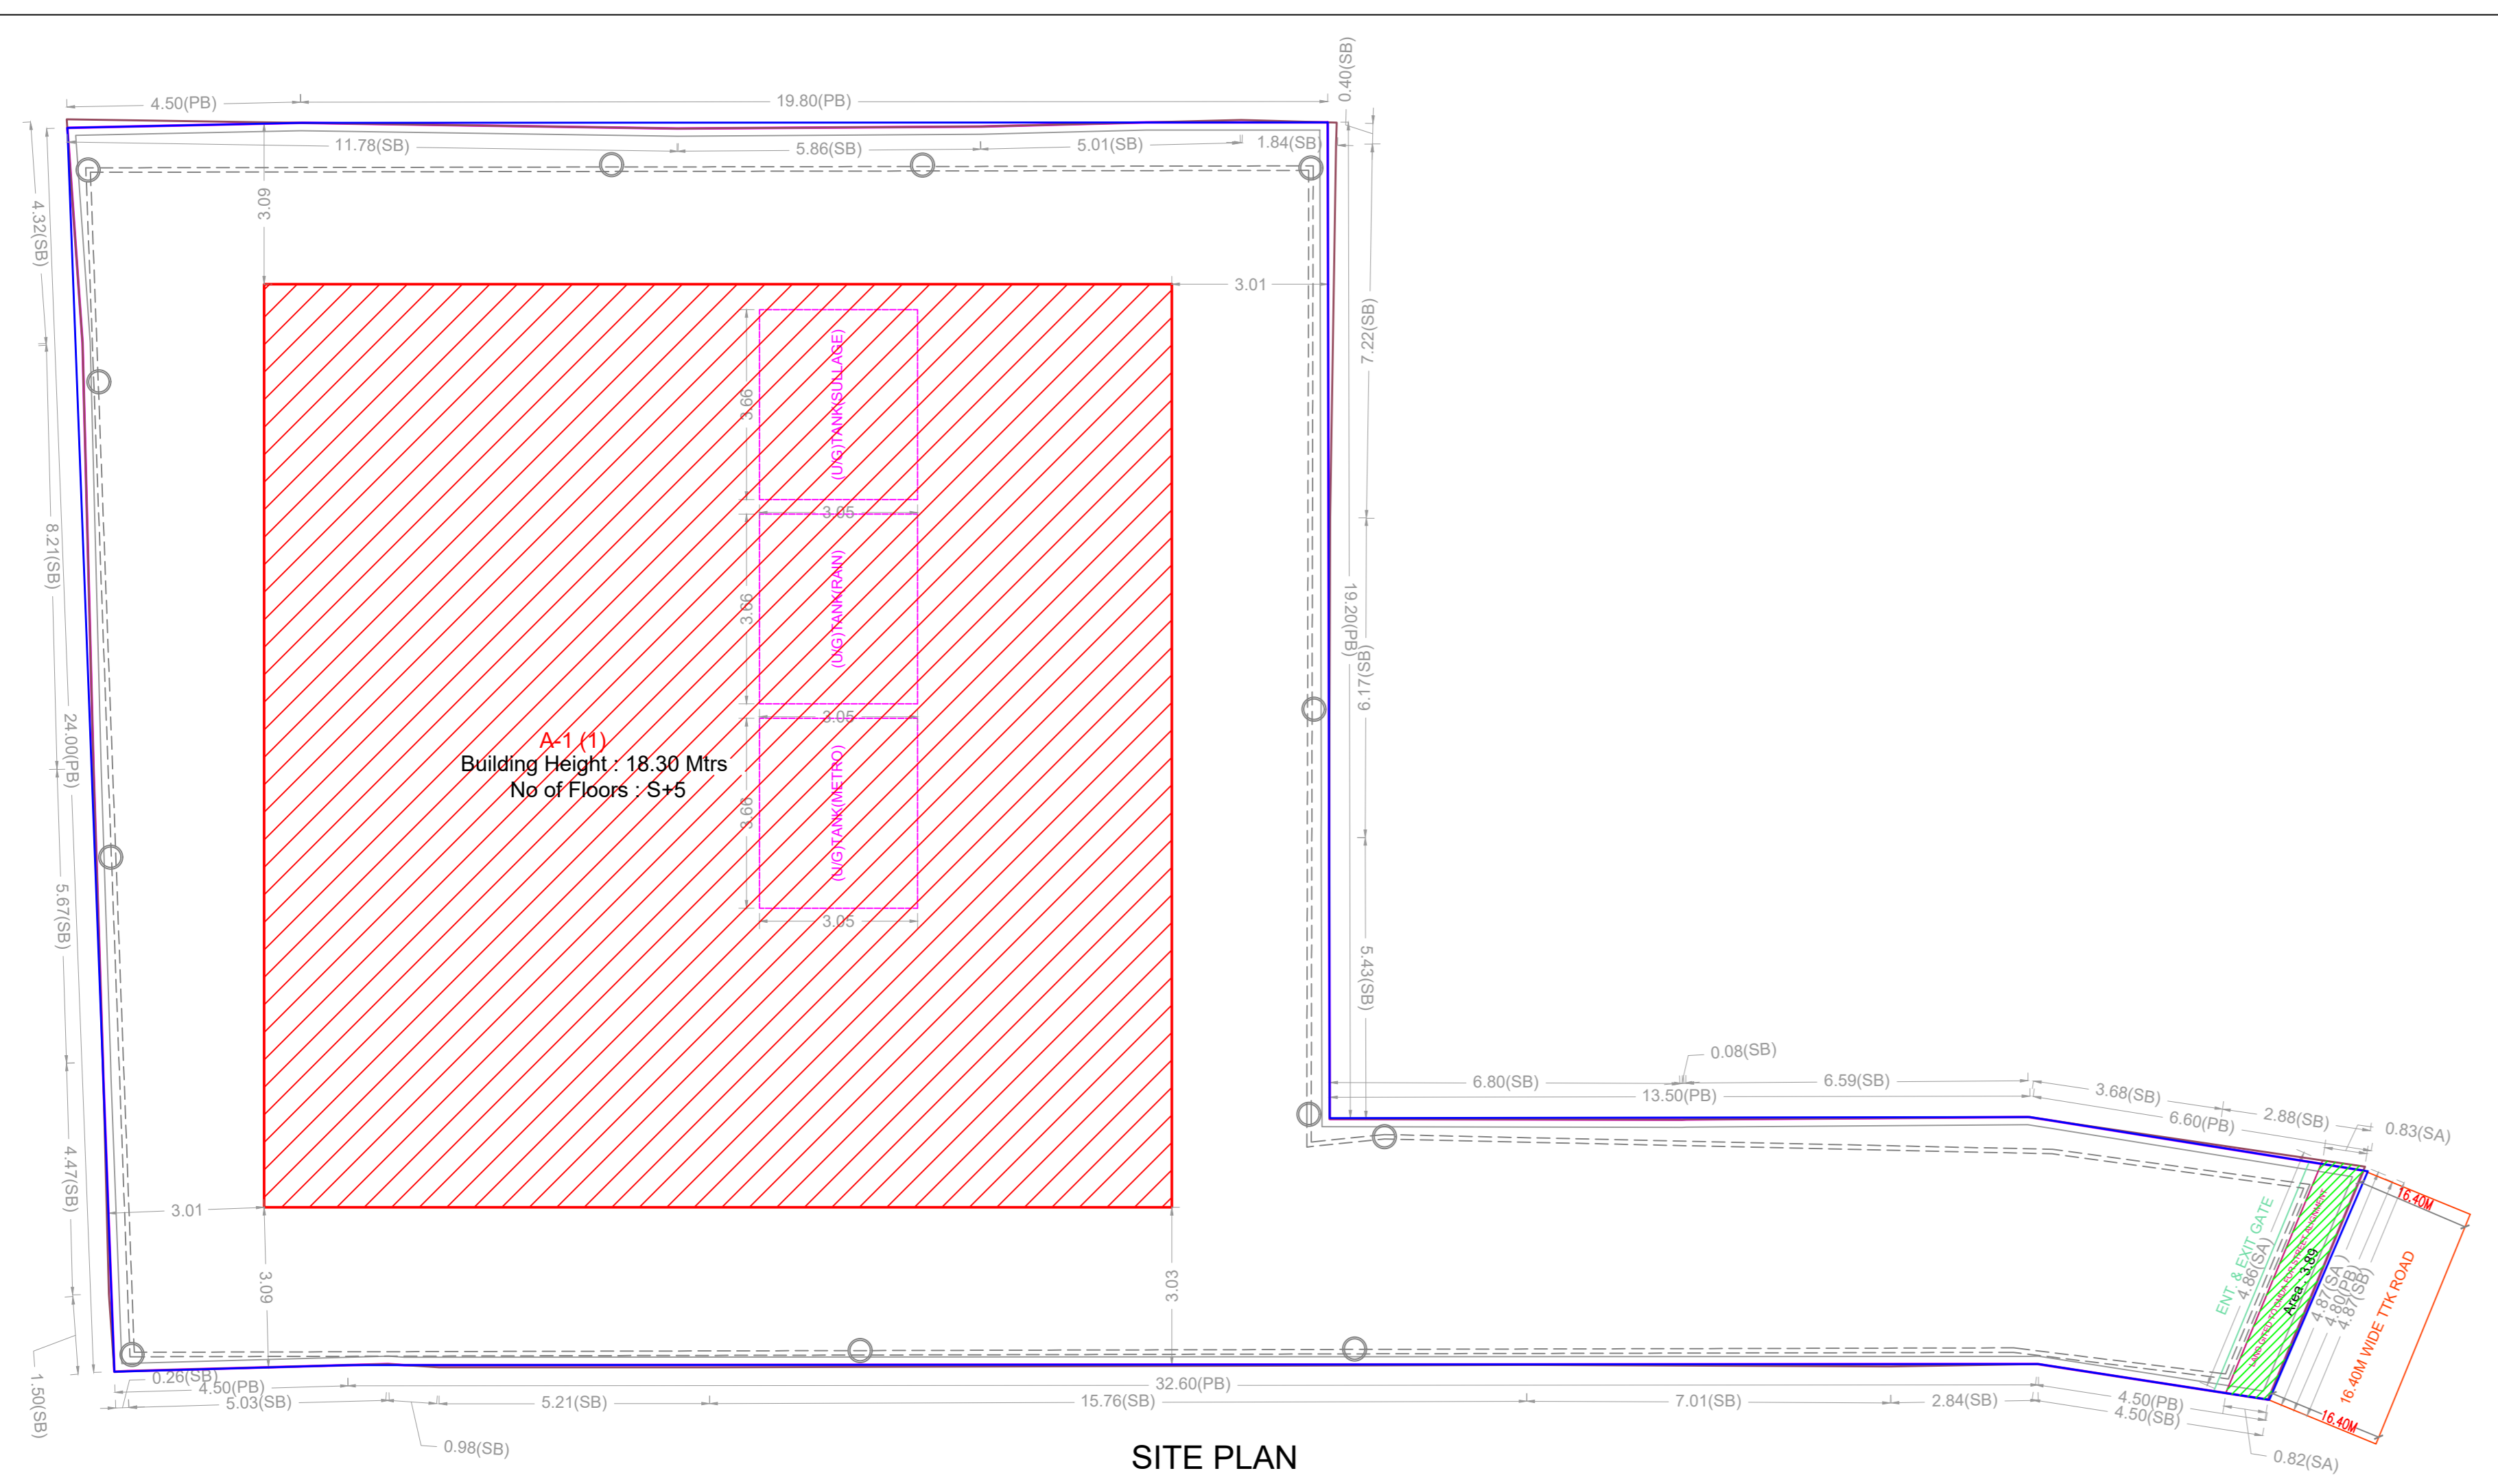 0.40(SB)
4.50(PB)
19.80(PB)
11.78(SB)
5.86(SB)
5.01(SB)
1.84(SB)
4.32(SB)
3.09
3.01
7.22(SB)
3.66
(U/G)TANK(SULLAGE)
3.05
8.21(SB)
3.66
(U/G)TANK(RAIN)
19.20(PB)
6.17(SB)
3.05
24.00(PB)
A-1 (1)
Building Height : 18.30 Mtrs
No of Floors : S+5
3.66
(U/G)TANK(METRO)
3.05
5.67(SB)
5.43(SB)
0.08(SB)
6.80(SB)
6.59(SB)
13.50(PB)
3.68(SB)
2.88(SB)
6.60(PB)
0.83(SA)
4.47(SB)
3.01
16.40M
ENT. & EXIT GATE
4.86(SA)
LAND GIFTED TO CMDA FOR STREET ALIGNMENT
Area : 3.89
4.87(SA)
4.80(PB)
4.87(SB)
16.40M WIDE TTK ROAD
3.09
3.03
1.50(SB)
0.26(SB)
4.50(PB)
32.60(PB)
5.03(SB)
5.21(SB)
15.76(SB)
7.01(SB)
2.84(SB)
4.50(PB)
4.50(SB)
16.40M
0.98(SB)
0.82(SA)
SITE PLAN